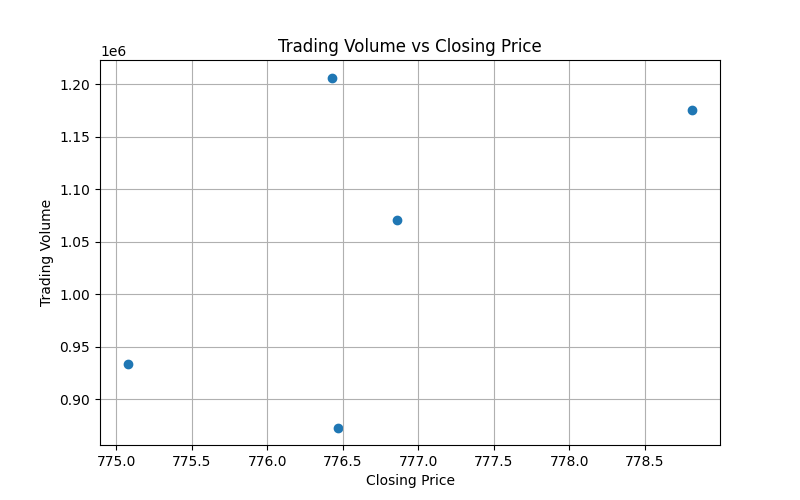 Trading Volume vs Closing Price
1e6
1.20
1.15
1.10
1.05
1.00
0.95
0.90
Trading Volume
775.0 775.5 776.0 776.5 777.0 777.5 778.0 778.5
Closing Price